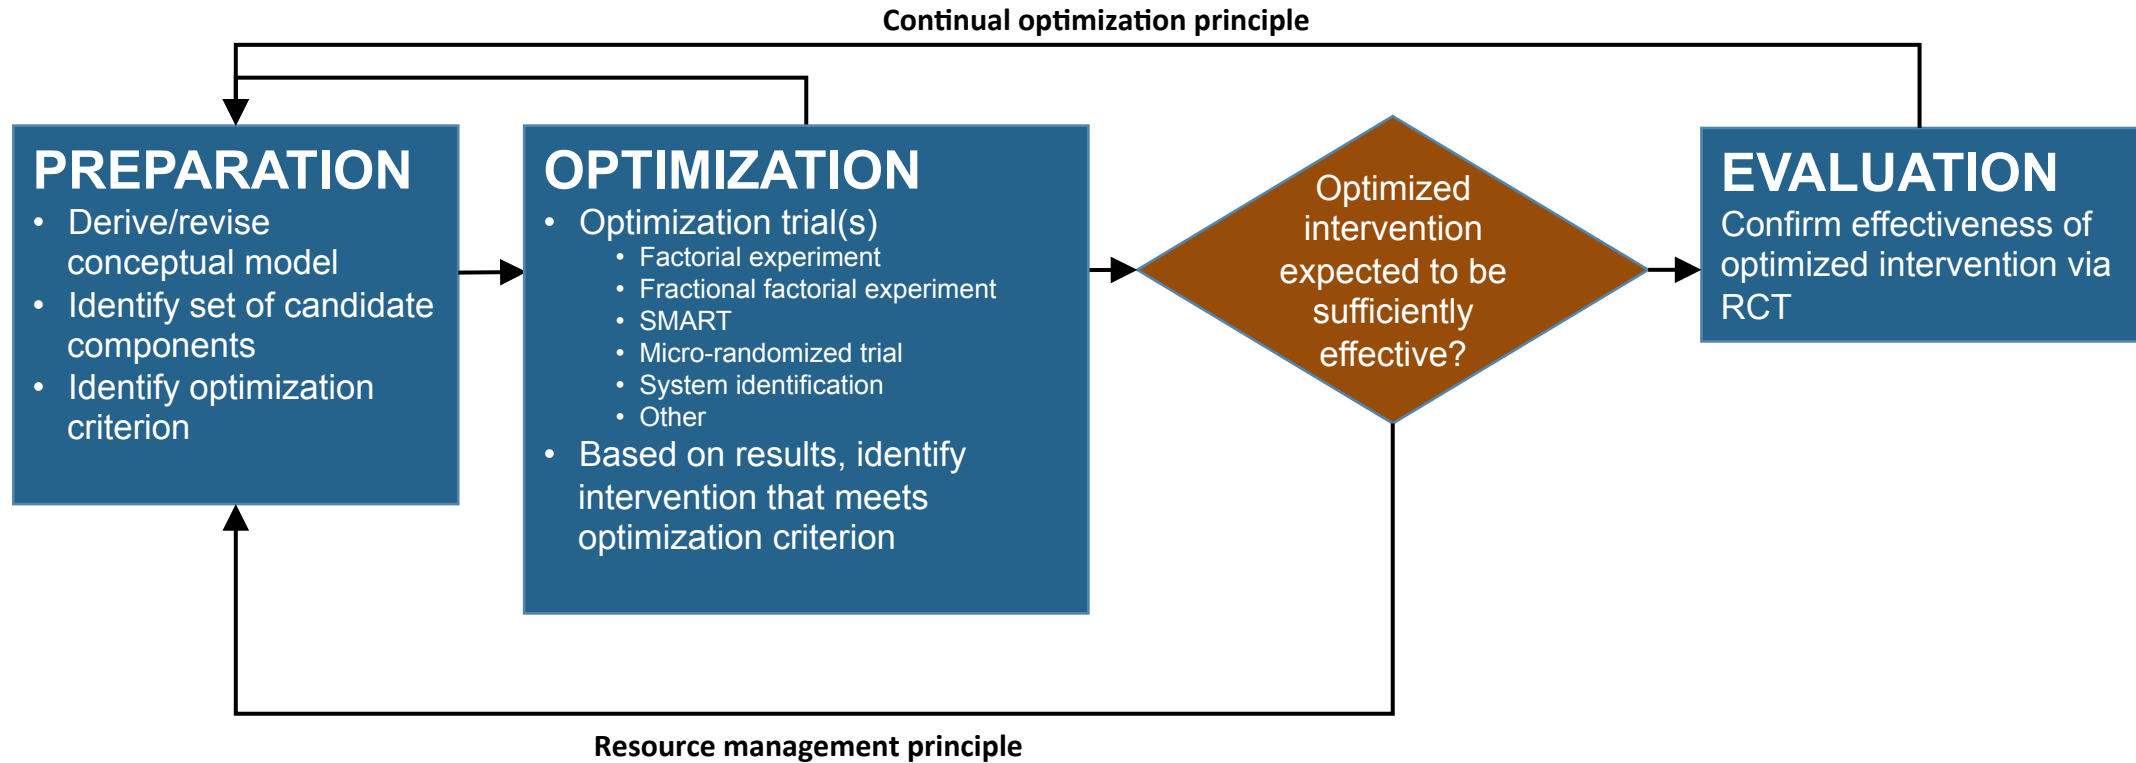 Continual optimization principle
PREPARATION
• Derive/revise
conceptual model
• Identify set of candidate
components
• Identify optimization
criterion
OPTIMIZATION
• Optimization trial(s)
• Factorial experiment
• Fractional factorial experiment
• SMART
• Micro-randomized trial
• System identification
• Other
• Based on results, identify
intervention that meets
optimization criterion
Optimized
intervention
expected to be
sufficiently
effective?
EVALUATION
Confirm effectiveness of
optimized intervention via
RCT
Resource management principle